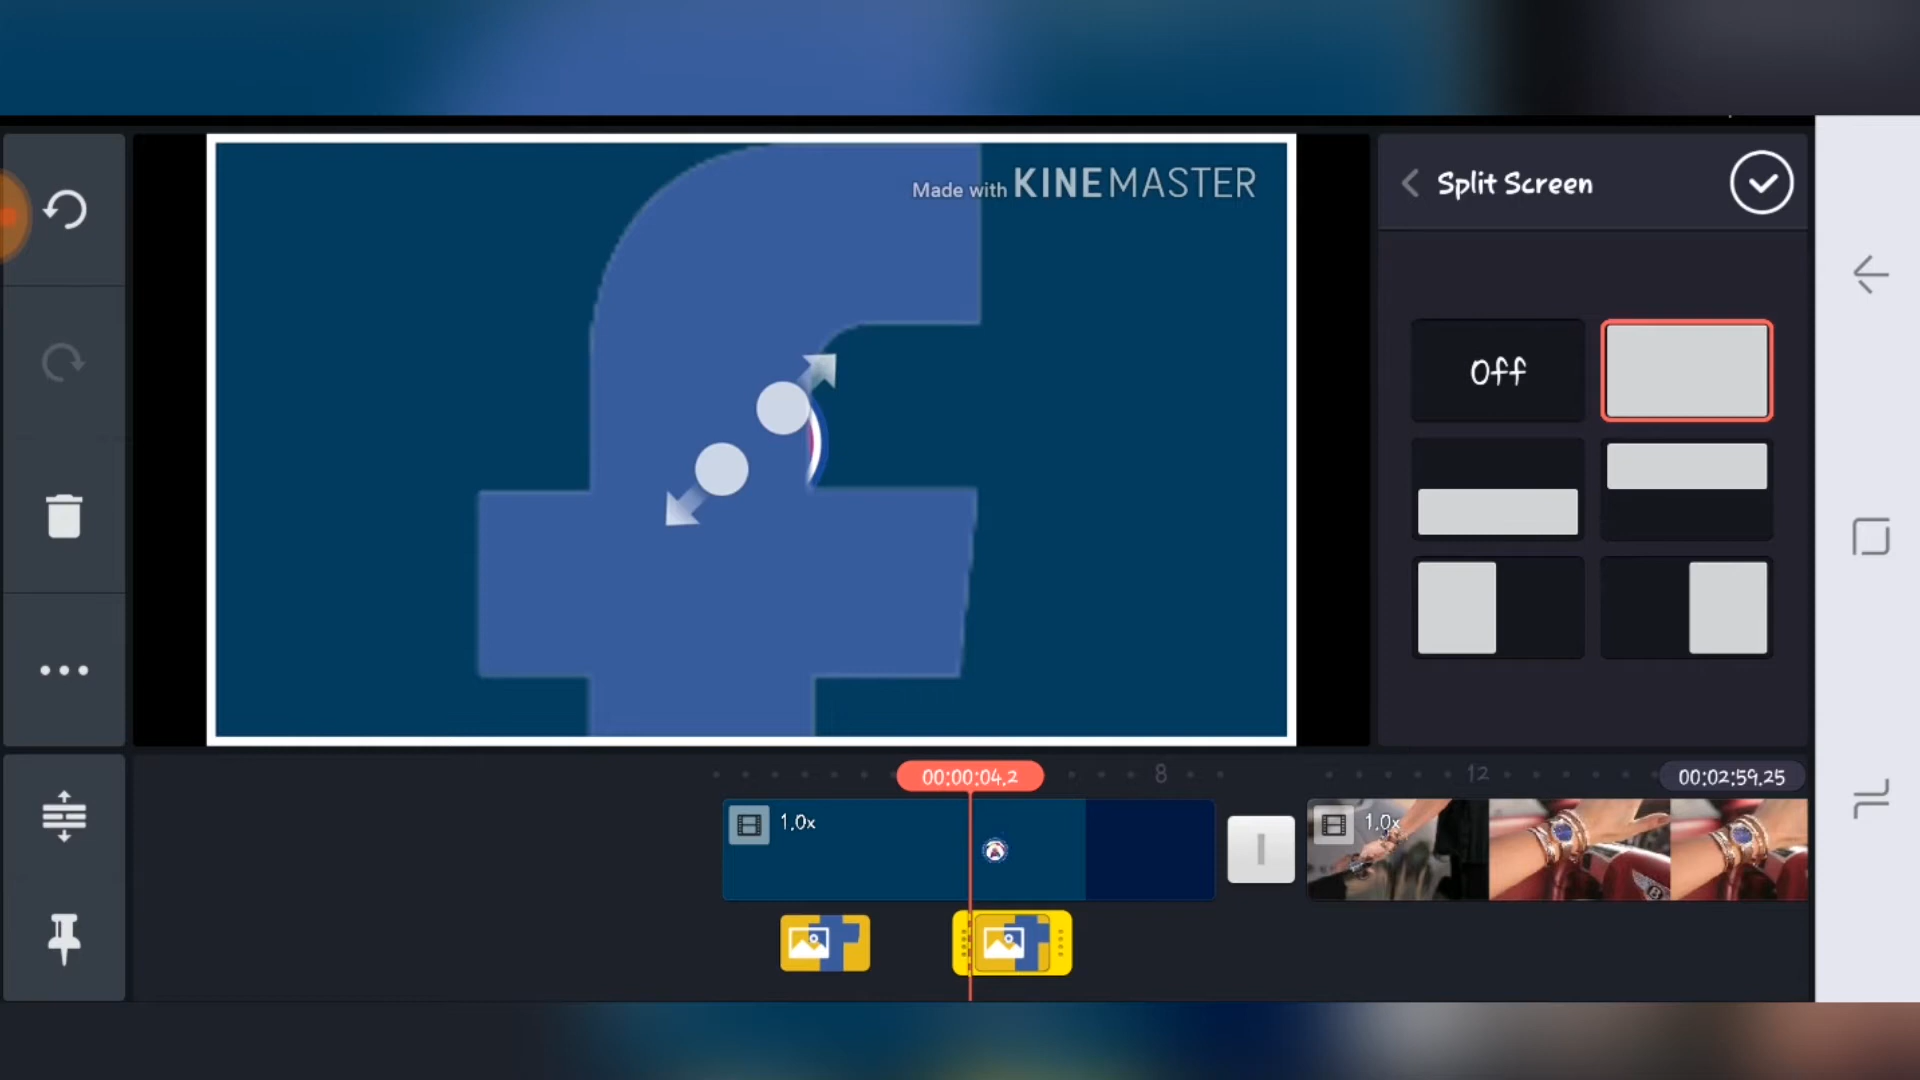 Made with KINEMASTER
Split Screen
Off
00:00:04.2
8
12
00:02:59.25
1.0x
1.0x